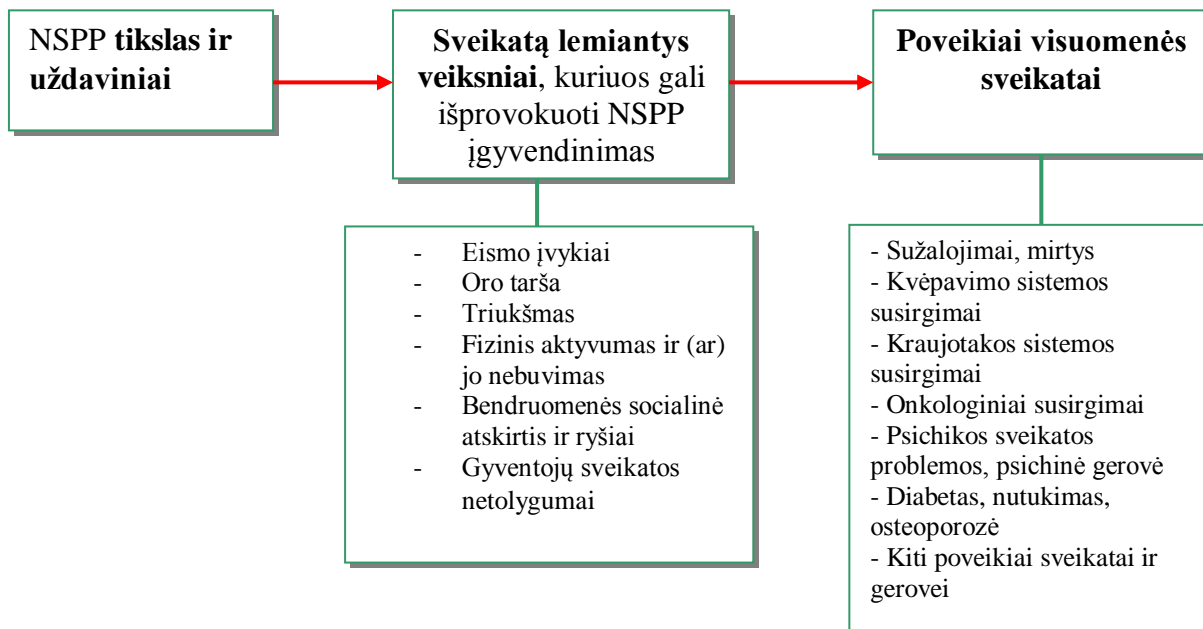 NSPP tikslas ir
uždaviniai
Sveikatą lemiantys
veiksniai, kuriuos gali
išprovokuoti NSPP
įgyvendinimas
Poveikiai visuomenės
sveikatai
- Eismo įvykiai
- Oro tarša
- Triukšmas
- Fizinis aktyvumas ir (ar)
jo nebuvimas
- Bendruomenės socialinė
atskirtis ir ryšiai
- Gyventojų sveikatos
netolygumai
- Sužalojimai, mirtys
- Kvėpavimo sistemos
susirgimai
- Kraujotakos sistemos
susirgimai
- Onkologiniai susirgimai
- Psichikos sveikatos
problemos, psichinė gerovė
- Diabetas, nutukimas,
osteoporozė
- Kiti poveikiai sveikatai ir
gerovei